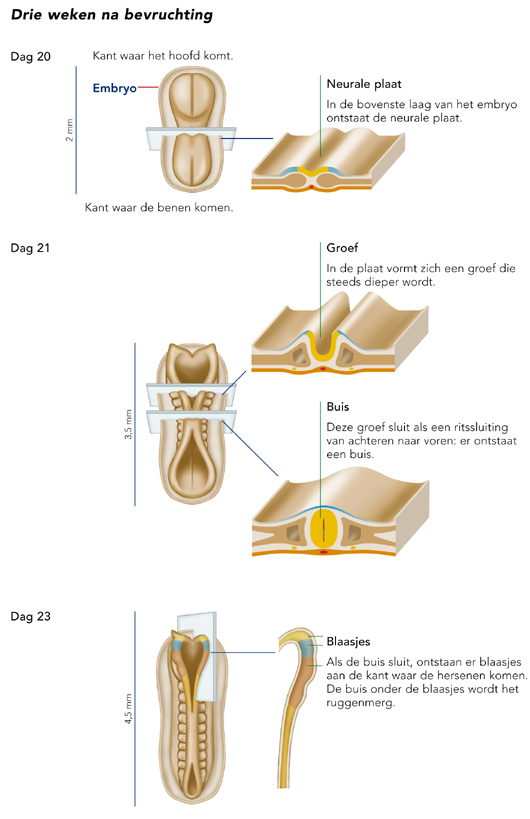 Drie weken na bevruchting
Dag 20
Kant waar het hoofd komt.
Embryo
2 mm
Neurale plaat
In de bovenste laag van het embryo
ontstaat de neurale plaat.
Kant waar de benen komen.
Dag 21
Groef
In de plaat vormt zich een groef die
steeds dieper wordt.
3,5 mm
Buis
Deze groef sluit als een ritssluiting
van achteren naar voren: er ontstaat
een buis.
Dag 23
4,5 mm
Blaasjes
Als de buis sluit, ontstaan er blaasjes
aan de kant waar de hersenen komen.
De buis onder de blaasjes wordt het
ruggenmerg.